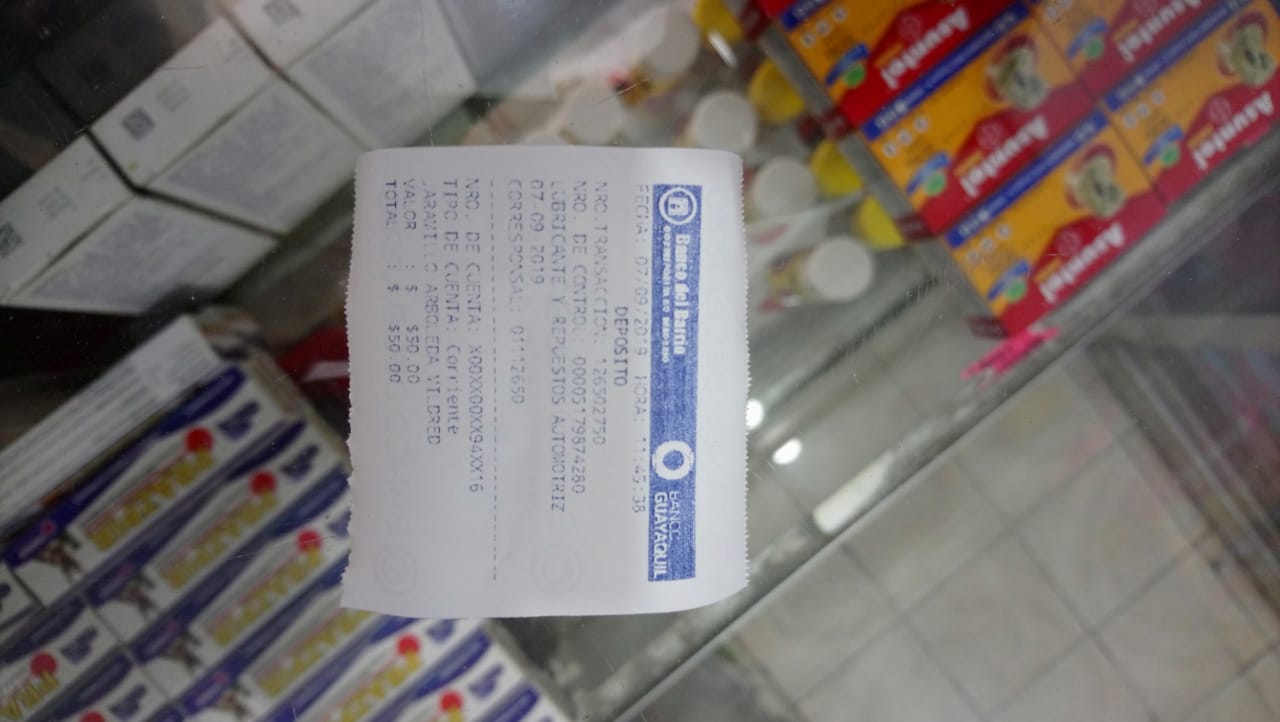 Asuntol
Asuntol
Asuntol
Asuntol
Asuntol
Banco del Barrio
BANCO
GUAYAQUIL
FECHA: 07/09/2019 HORA: 11:45:38
DEPOSITO
NRO.TRANSACCION: 126502750
NRO. DE CONTROL: 00005179874280
LUBRICANTE Y REPUESTOS AUTOMOTRIZ
07-09-2019
CORRESPONSAL: 01112650
NRO. DE CUENTA: X00XX00XX94XX16
TIPO DE CUENTA: Corriente
JARAMILLO ARBOLEDA MILDRED
VALOR : $ $50.00
TOTAL : $ $50.00